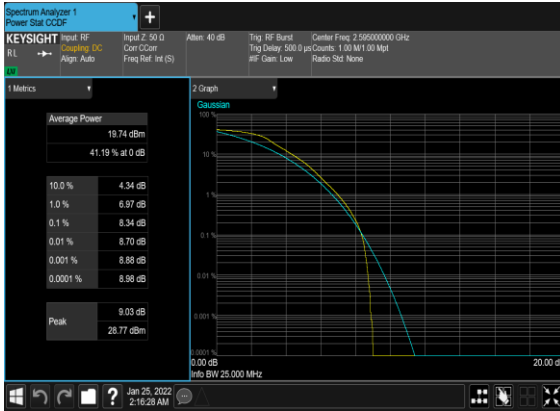 Spectrum Analyzer 1
Power Stat CCDF
+
KEYSIGHT
RL
Input: RF
Coupling: DC
Align: Auto
Input Z: 50 Ω
Corr CCorr
Freq Ref: Int (S)
Atten: 40 dB
Trig: RF Burst
Trig Delay: 500.0 µs
#IF Gain: Low
Center Freq: 2.595000000 GHz
Counts: 1.00 M/1.00 Mpt
Radio Std: None
1 Metrics
Average Power
19.74 dBm
41.19 % at 0 dB
10.0 % 4.34 dB
1.0 % 6.97 dB
0.1 % 8.34 dB
0.01 % 8.70 dB
0.001 % 8.88 dB
0.0001 % 8.98 dB
Peak
9.03 dB
28.77 dBm
2 Graph
Gaussian
100 %
10 %
1 %
0.1 %
0.01 %
0.001 %
0.0001 %
0.00 dB
20.00 d
Info BW 25.000 MHz
?
Jan 25, 2022
2:16:28 AM